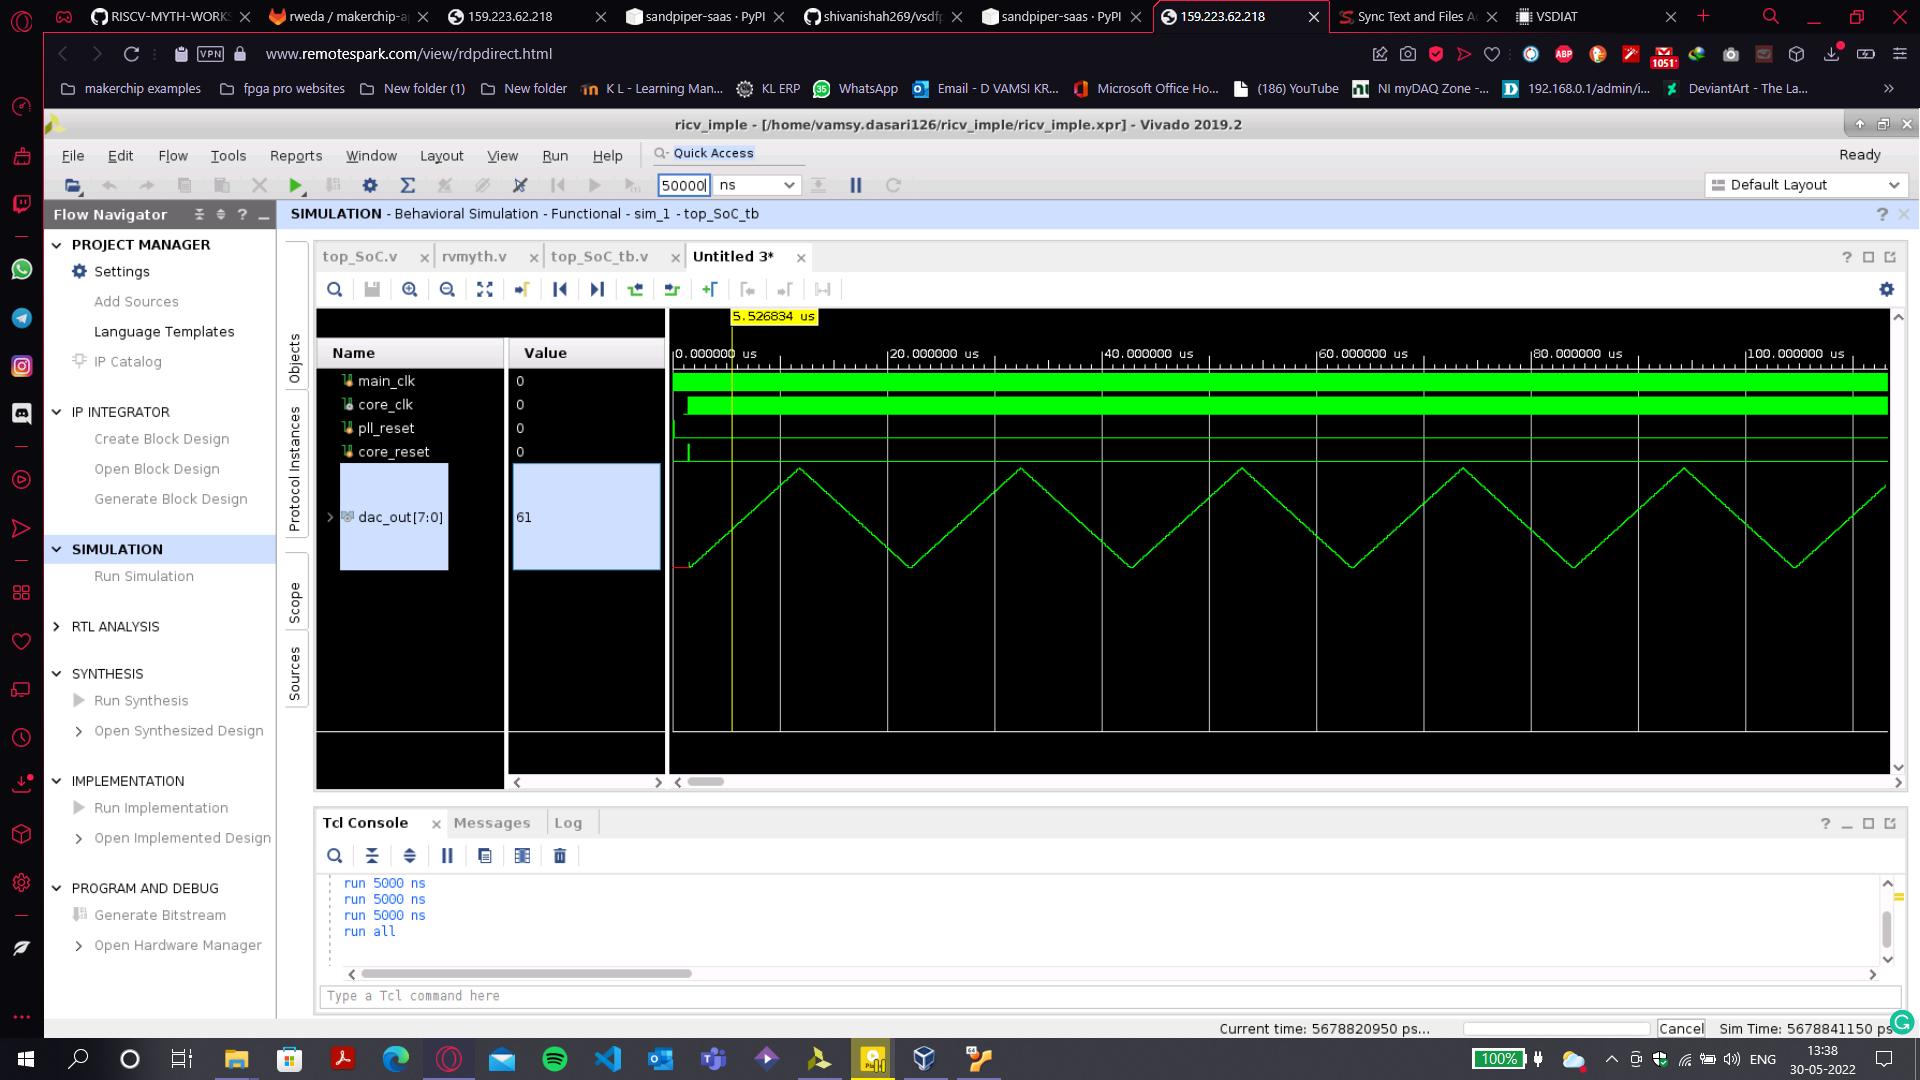 RISCV-MYTH-WORKS
rweda / makerchip-a
159.223.62.218
sandpiper-saas · PyPI
shivanishah269/vsdfp
sandpiper-saas · PyPI
159.223.62.218
Sync Text and Files Ac
VSDIAT
VPN
www.remotespark.com/view/rdpdirect.html
ABP
1051
makerchip examples
fpga pro websites
New folder (1)
New folder
K L - Learning Man...
KL ERP
WhatsApp
Email - D VAMSI KR...
Microsoft Office Ho...
(186) YouTube
NI myDAQ Zone -...
192.168.0.1/admin/i...
DeviantArt - The La...
ricv_imple - [/home/vamsy.dasari126/ricv_imple/ricv_imple.xpr] - Vivado 2019.2
File Edit Flow Tools Reports Window Layout View Run Help
Quick Access
Ready
50000
ns
Default Layout
Flow Navigator
SIMULATION - Behavioral Simulation - Functional - sim_1 - top_SoC_tb
PROJECT MANAGER
Settings
Add Sources
Language Templates
IP Catalog
IP INTEGRATOR
Create Block Design
Open Block Design
Generate Block Design
SIMULATION
Run Simulation
RTL ANALYSIS
SYNTHESIS
Run Synthesis
Open Synthesized Design
IMPLEMENTATION
Run Implementation
Open Implemented Design
PROGRAM AND DEBUG
Generate Bitstream
Open Hardware Manager
Objects
Protocol Instances
Scope
Sources
top_SoC.v
rvmyth.v
top_SoC_tb.v
Untitled 3*
5.526834 us
Name
Value
0.000000 us
20.000000 us
40.000000 us
60.000000 us
80.000000 us
100.000000 us
main_clk 0
core_clk 0
pll_reset 0
core_reset 0
dac_out[7:0] 61
Tcl Console
Messages
Log
run 5000 ns
run 5000 ns
run 5000 ns
run all
Type a Tcl command here
Current time: 5678820950 ps...
Cancel
Sim Time: 5678841150 ps
100%
ENG
13:38
30-05-2022